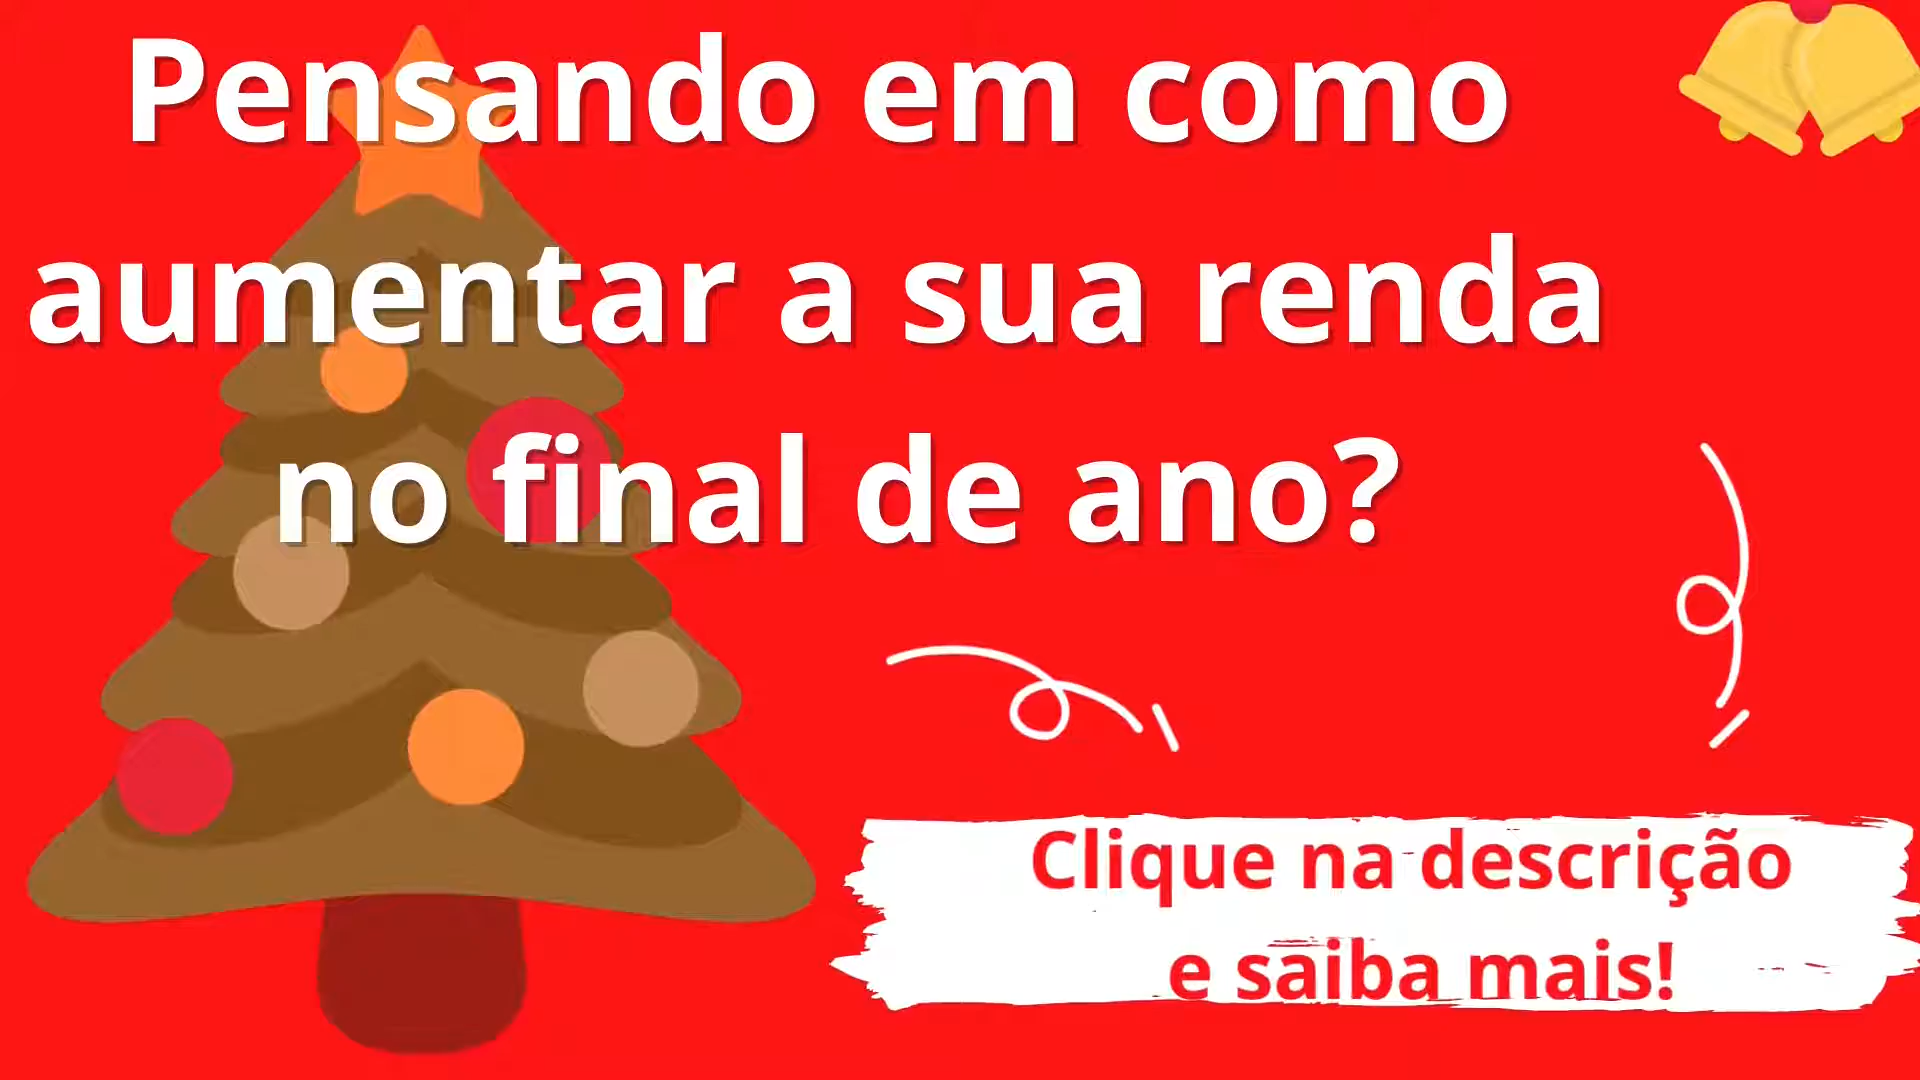 Pensando em como
aumentar a sua renda
no final de ano?
Clique na descrição
e saiba mais!